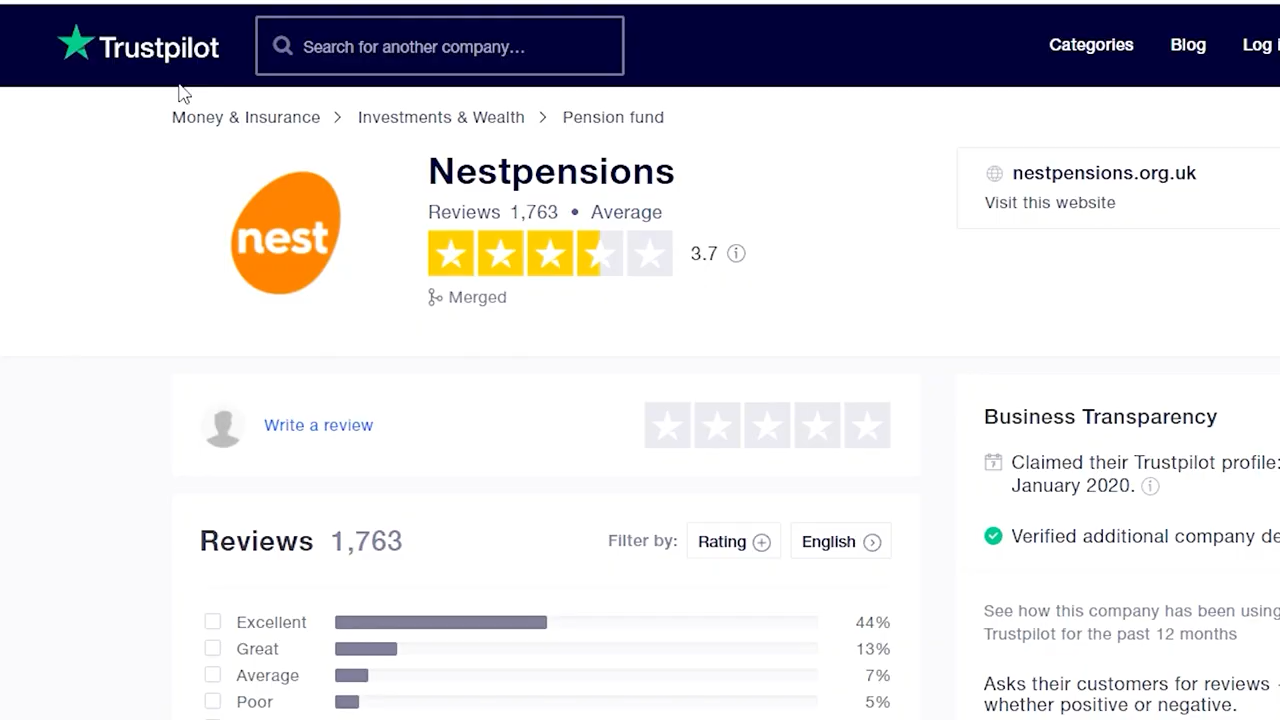 Trustpilot
Search for another company...
Categories
Blog
Log
Money & Insurance > Investments & Wealth > Pension fund
nest
Nestpensions
Reviews 1,763 • Average
3.7
Merged
nestpensions.org.uk
Visit this website
Write a review
Reviews 1,763
Filter by:
Rating
English
Excellent 44%
Great 13%
Average 7%
Poor 5%
Business Transparency
Claimed their Trustpilot profile:
January 2020.
Verified additional company de
See how this company has been using
Trustpilot for the past 12 months
Asks their customers for reviews -
whether positive or negative.